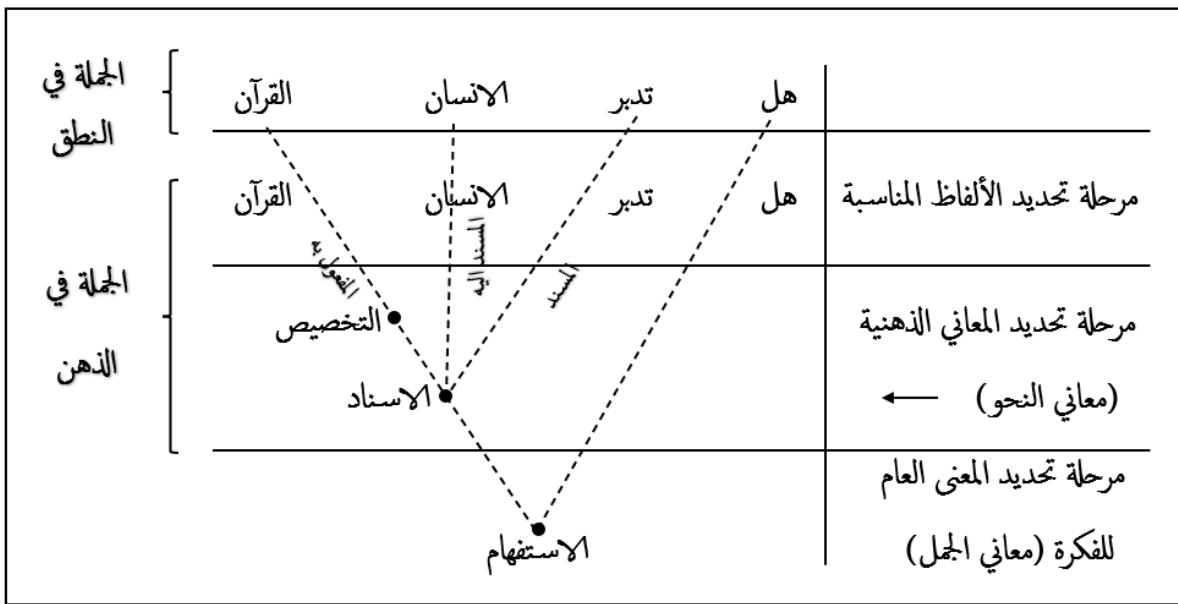 الجملة في
النطق
هل تدبر الانسان القرآن
مرحلة تحديد الألفاظ المناسبة
هل تدبر الانسان القرآن
المسند
المسند اليه
المفعول به
الجملة في
الذهن
مرحلة تحديد المعاني الذهنية
(معاني النحو)
التخصيص
الاسناد
مرحلة تحديد المعنى العام
للفكرة (معاني الجمل)
الاستفهام